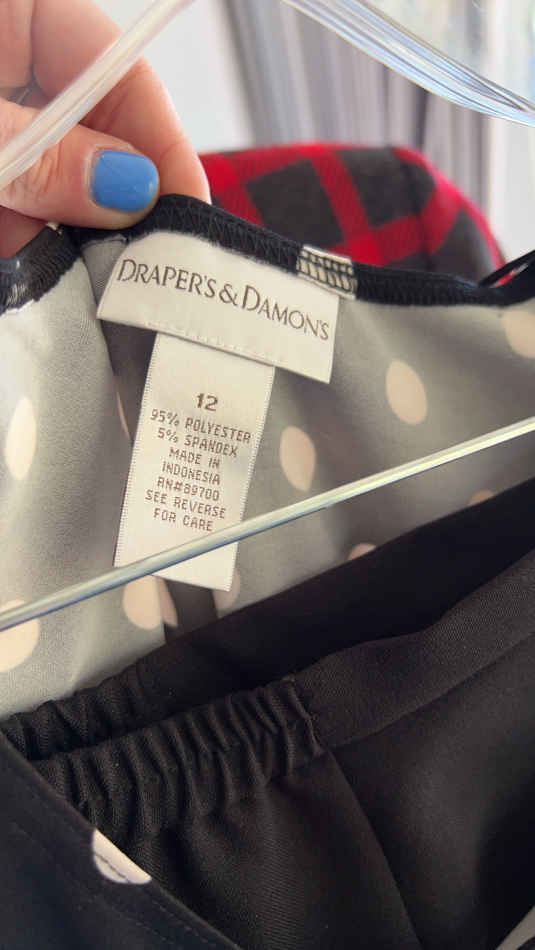 DRAPER'S & DAMON'S
12
95% POLYESTER
5% SPANDEX
MADE IN
INDONESIA
RN#89700
SEE REVERSE
FOR CARE